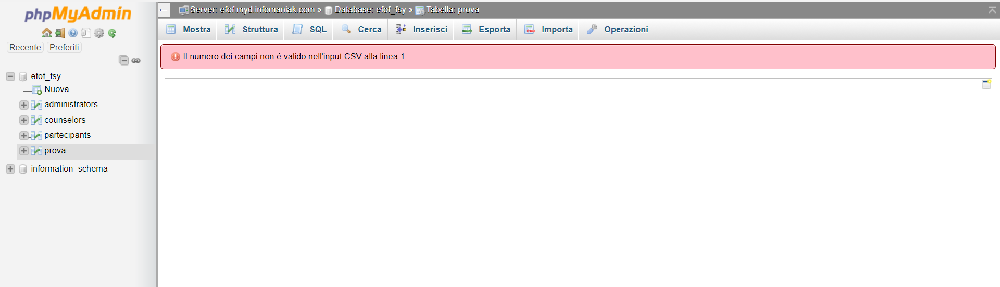 phpMyAdmin
Recente Preferiti
efof_fsy
Nuova
administrators
counselors
partecipants
prova
information_schema
← Server: efof.myd.infomaniak.com » Database: efof_fsy » Tabella: prova
Mostra Struttura SQL Cerca Inserisci Esporta Importa Operazioni
Il numero dei campi non é valido nell'input CSV alla linea 1.